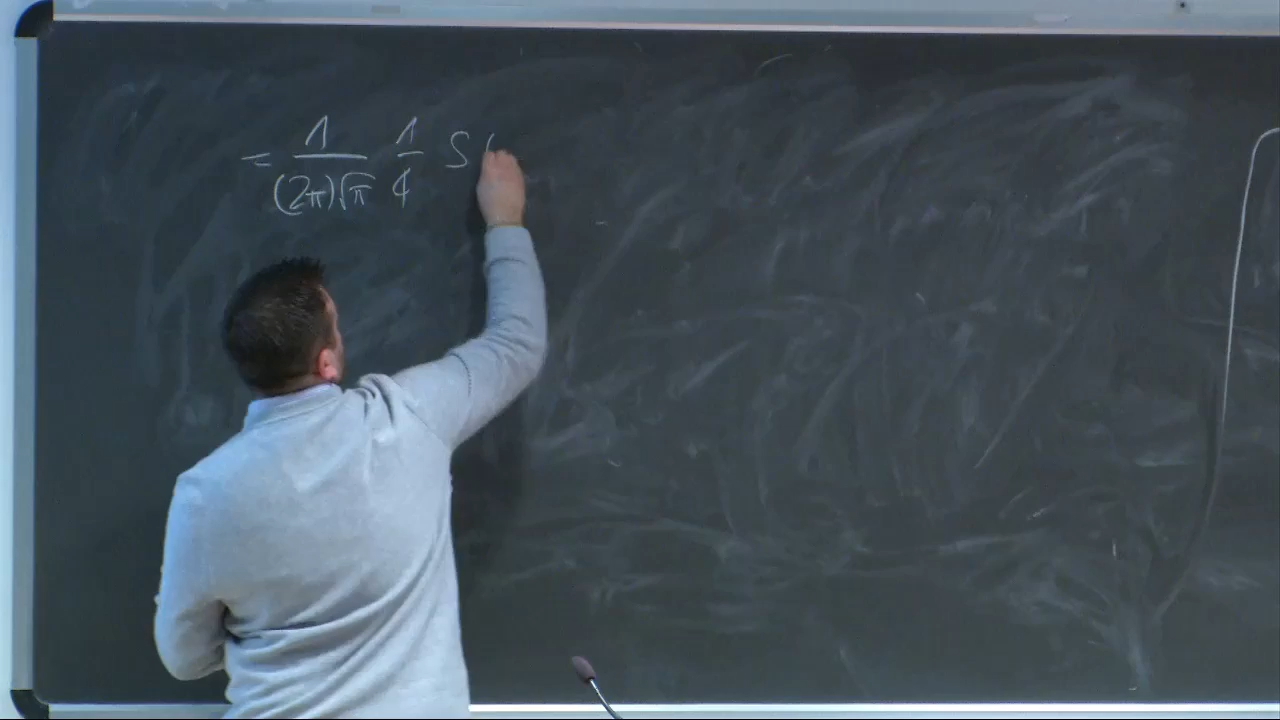 = 1/((2π)√π) 1/4 S (